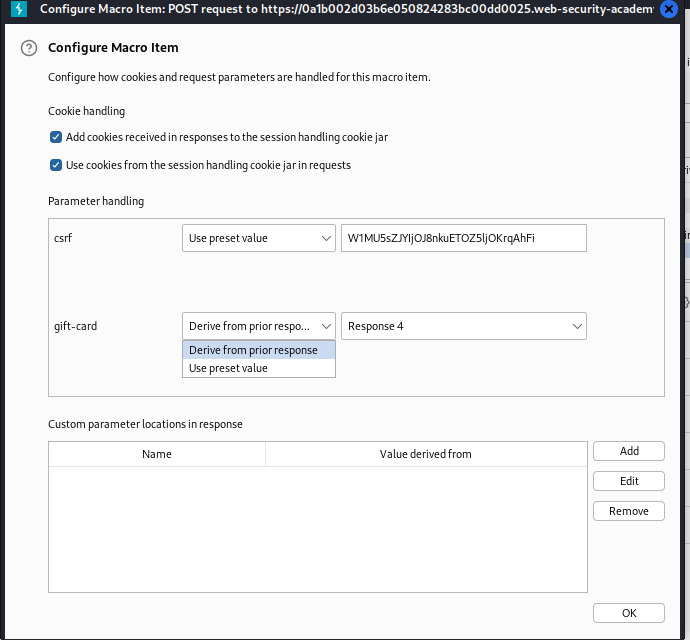 Configure Macro Item: POST request to https://0a1b002d03b6e050824283bc00dd0025.web-security-academy
Configure Macro Item
Configure how cookies and request parameters are handled for this macro item.
Cookie handling
Add cookies received in responses to the session handling cookie jar
Use cookies from the session handling cookie jar in requests
Parameter handling
csrf Use preset value W1MU5sZJYIjOJ8nkuETOZ5ljOKrqAhFi
gift-card Derive from prior respo... Response 4
Derive from prior response
Use preset value
Custom parameter locations in response
Name Value derived from
Add
Edit
Remove
OK